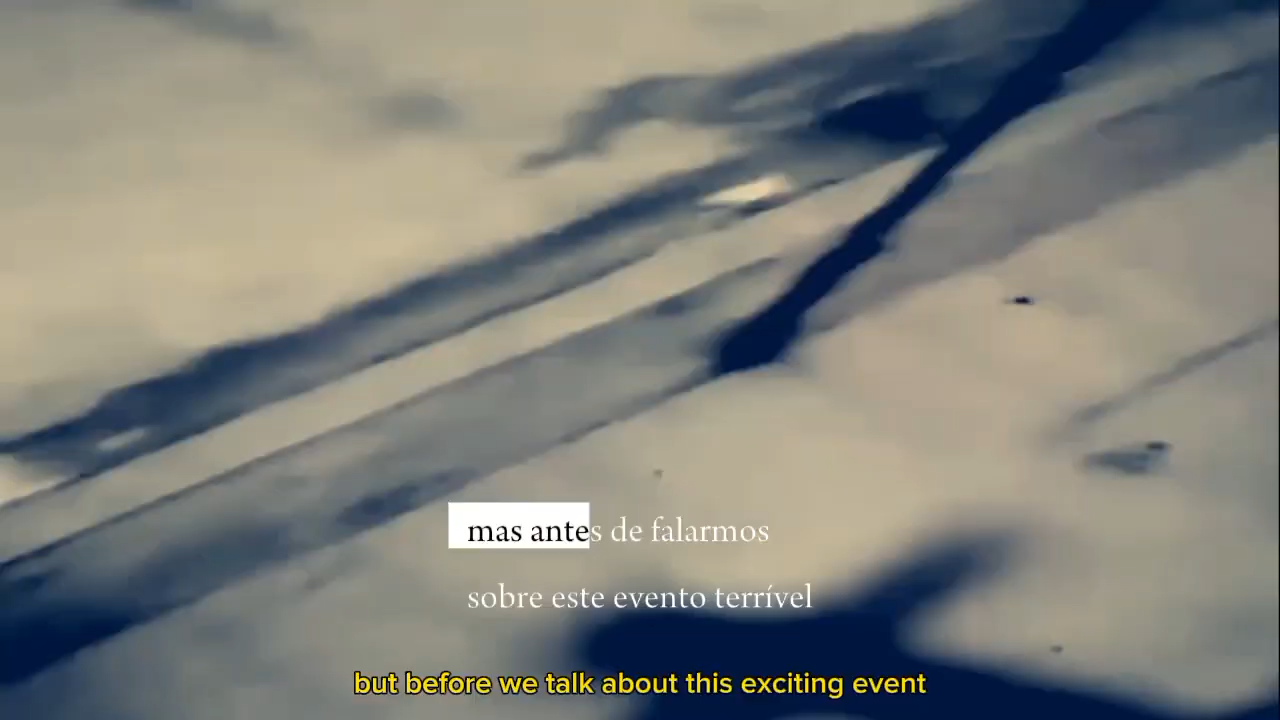 mas antes de falarmos
sobre este evento terrível
but before we talk about this exciting event